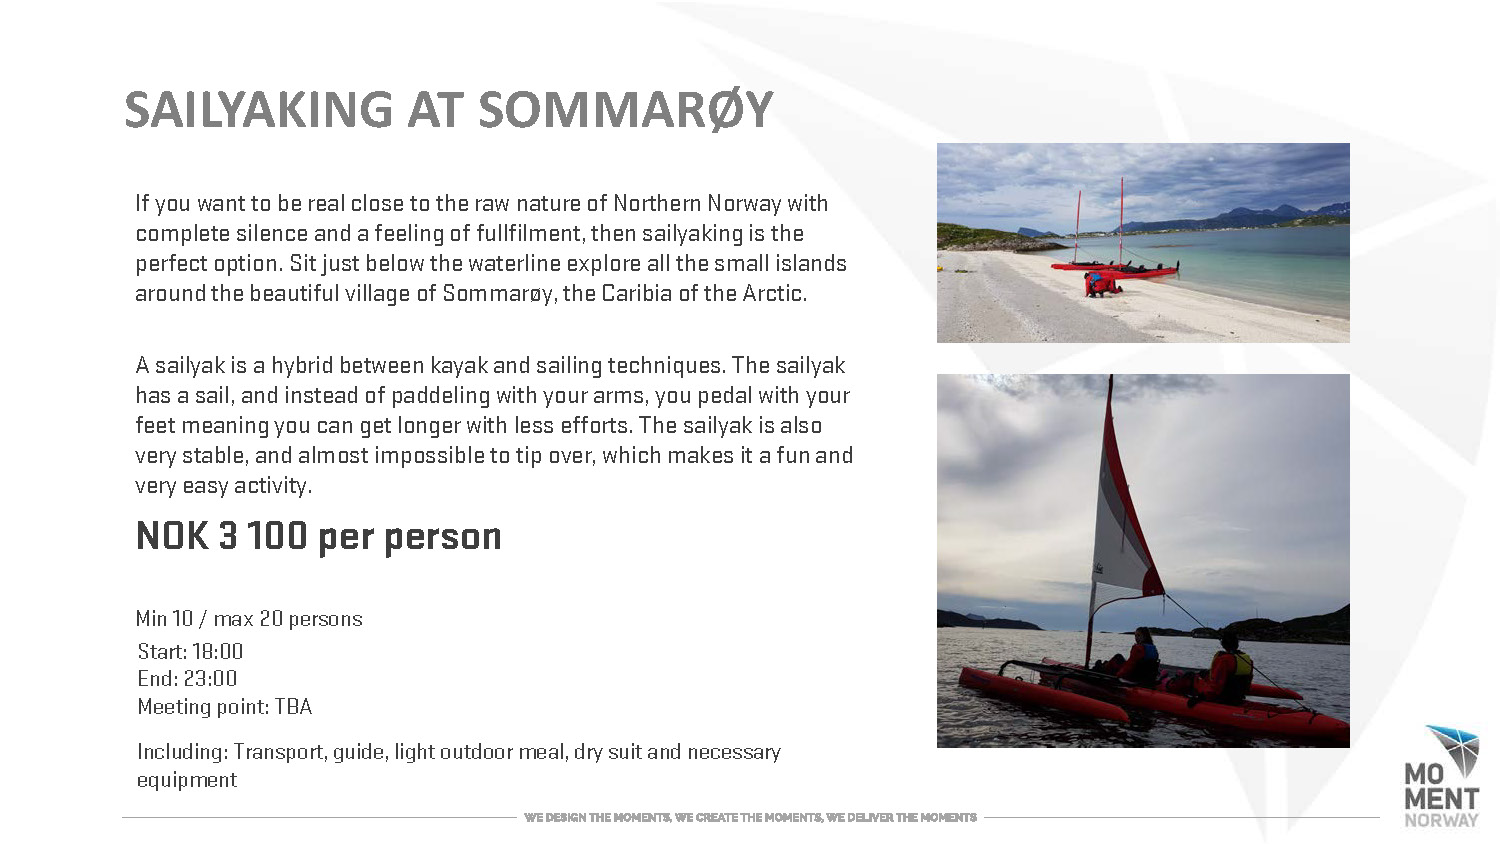 SAILYAKING AT SOMMARØY
If you want to be real close to the raw nature of Northern Norway with
complete silence and a feeling of fullfilment, then sailyaking is the
perfect option. Sit just below the waterline explore all the small islands
around the beautiful village of Sommarøy, the Caribia of the Arctic.
A sailyak is a hybrid between kayak and sailing techniques. The sailyak
has a sail, and instead of paddeling with your arms, you pedal with your
feet meaning you can get longer with less efforts. The sailyak is also
very stable, and almost impossible to tip over, which makes it a fun and
very easy activity.
NOK 3 100 per person
Min 10 / max 20 persons
Start: 18:00
End: 23:00
Meeting point: TBA
Including: Transport, guide, light outdoor meal, dry suit and necessary
equipment
WE DESIGN THE MOMENTS, WE CREATE THE MOMENTS, WE DELIVER THE MOMENTS
MO
MENT
NORWAY